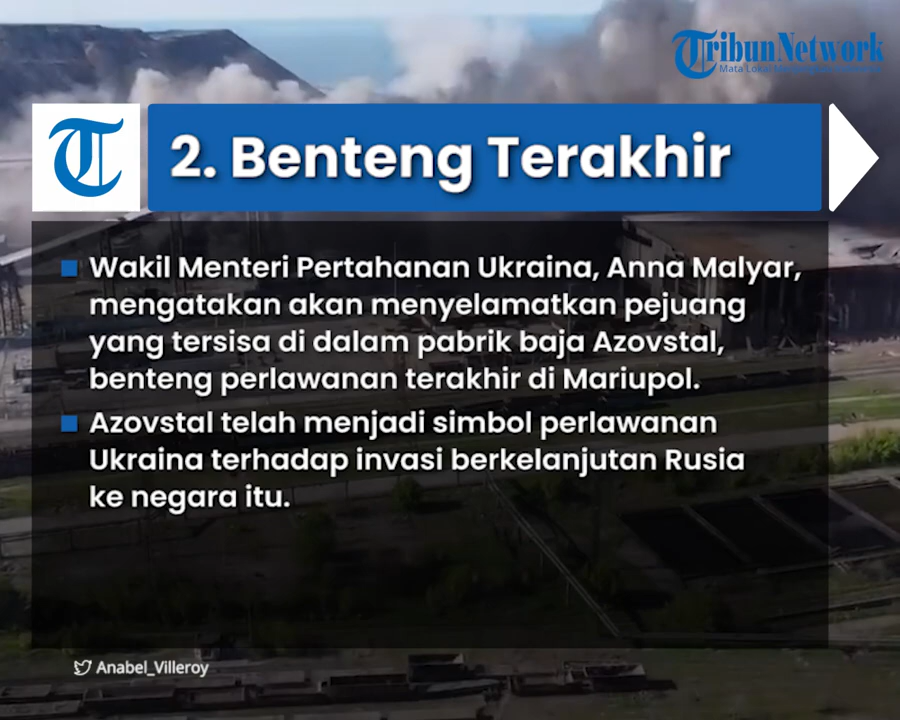 Tribun Network
T
2. Benteng Terakhir
Wakil Menteri Pertahanan Ukraina, Anna Malyar,
mengatakan akan menyelamatkan pejuang
yang tersisa di dalam pabrik baja Azovstal,
benteng perlawanan terakhir di Mariupol.
Azovstal telah menjadi simbol perlawanan
Ukraina terhadap invasi berkelanjutan Rusia
ke negara itu.
Anabel_Villeroy